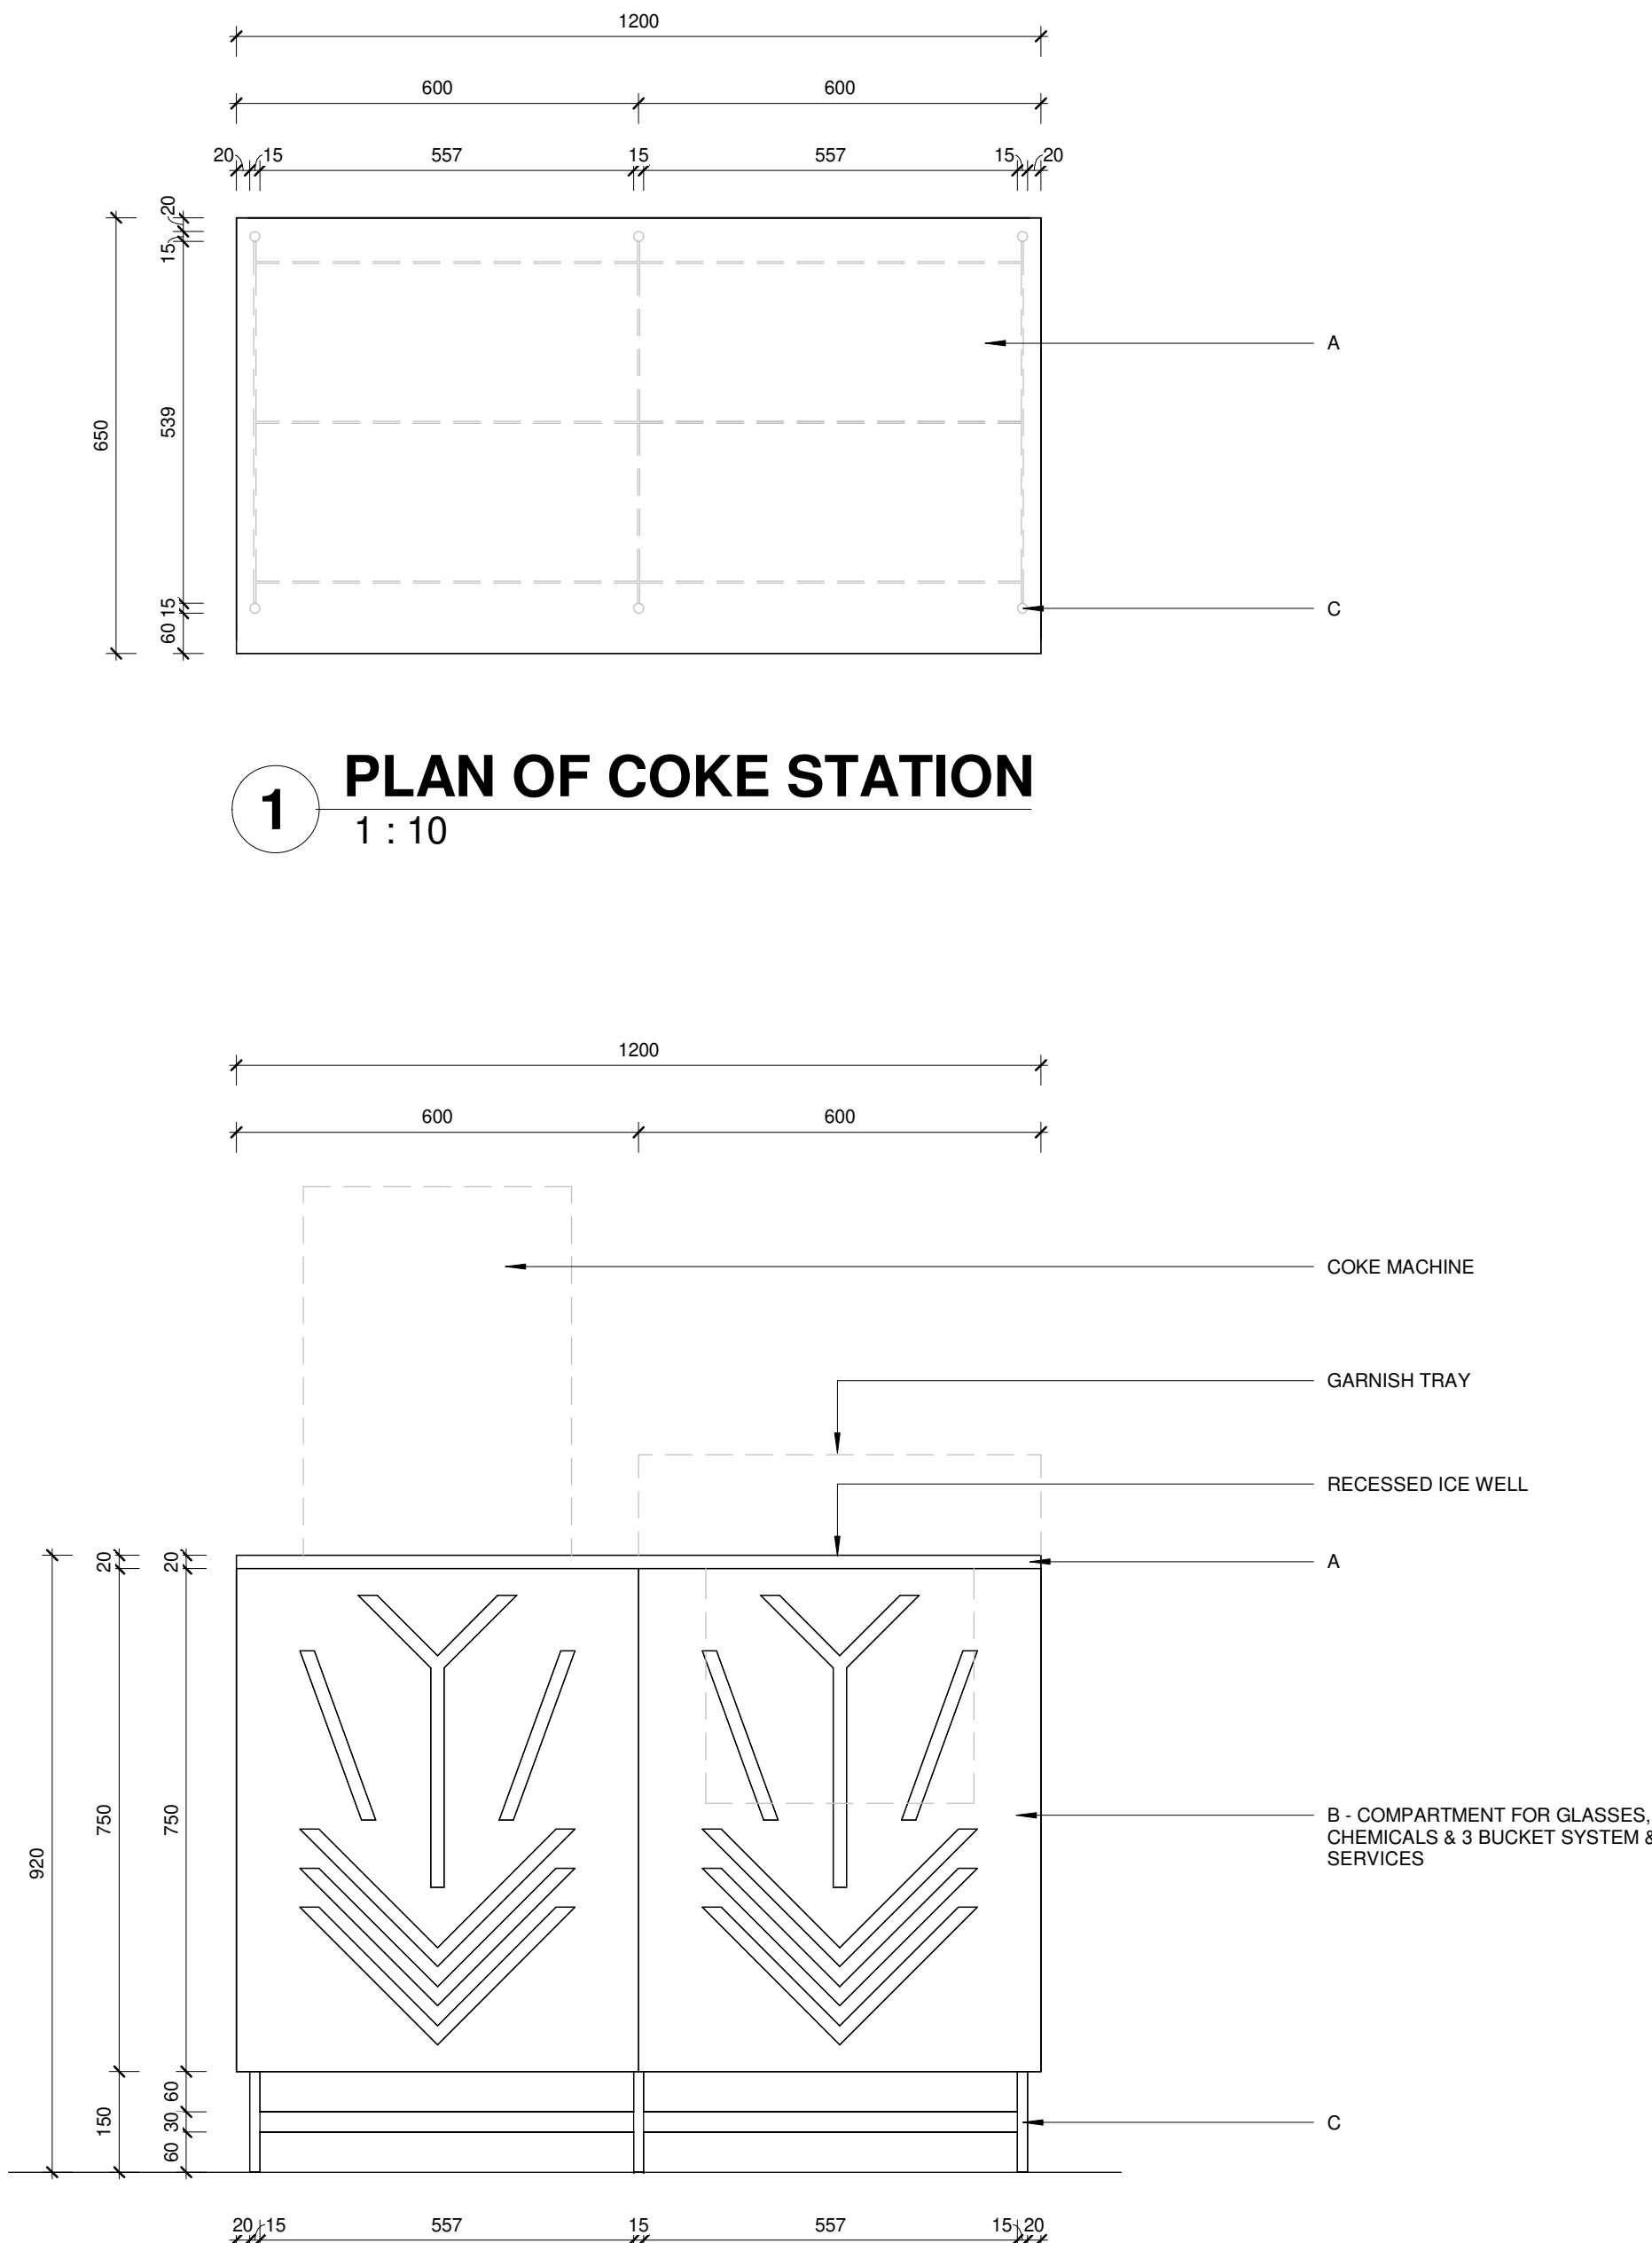 1200
600 600
20 15 557 15 557 15 20
20
15
539
650
15
60
A
C
1 PLAN OF COKE STATION
1 : 10
1200
600 600
COKE MACHINE
GARNISH TRAY
RECESSED ICE WELL
20 20
A
750 750
B - COMPARTMENT FOR GLASSES,
CHEMICALS & 3 BUCKET SYSTEM &
SERVICES
920
60
150 30
60
C
20 15 557 15 557 15 20